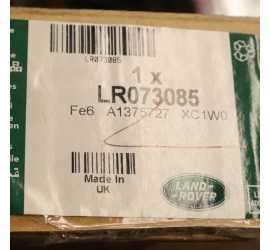 LR073085
1 x
LR073085
Fe6 A1375727 XC1W0
Made In
UK
LAND-
ROVER